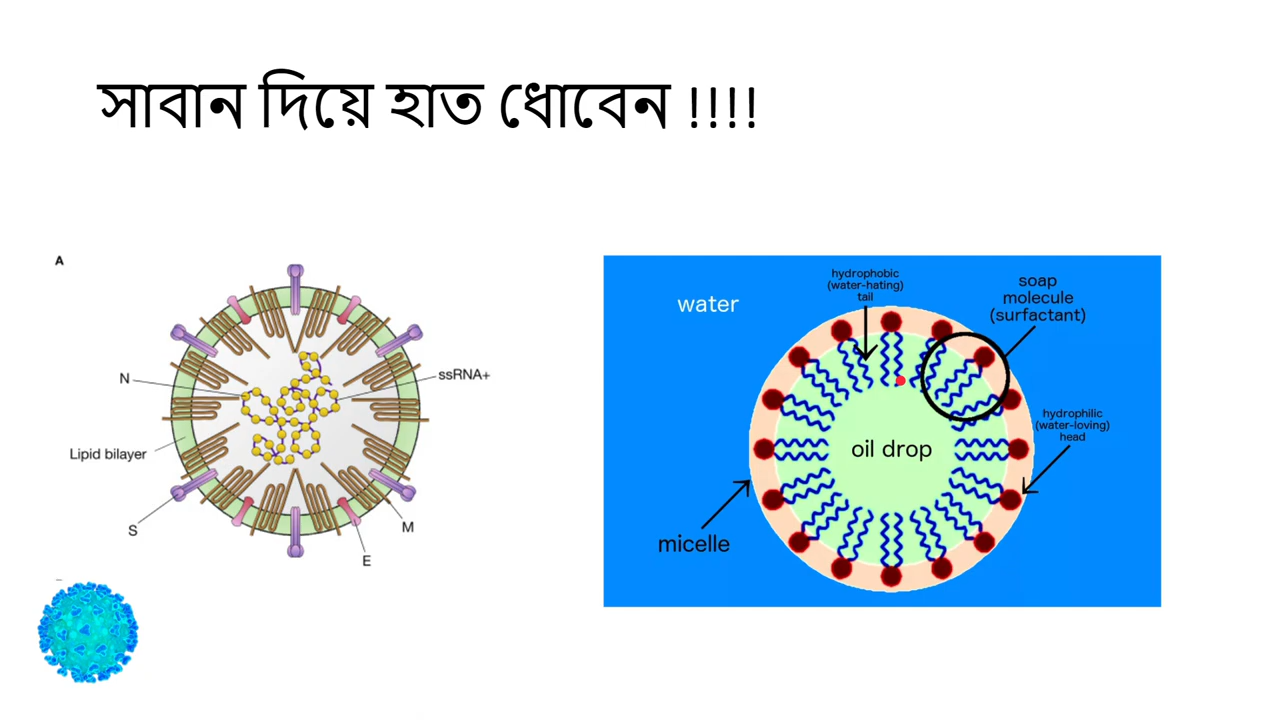 সাবান দিয়ে হাত ধোবেন !!!!
A
N
ssRNA+
Lipid bilayer
S
M
E
water
hydrophobic
(water-hating)
tail
soap
molecule
(surfactant)
hydrophilic
(water-loving)
head
oil drop
micelle